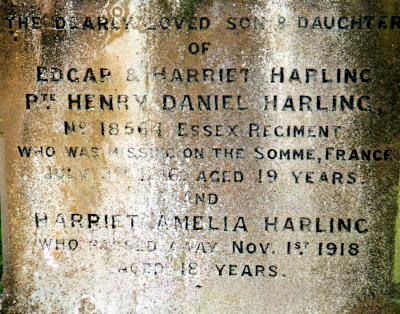 THE DEARLY LOVED SON & DAUGHTER
OF
EDGAR & HARRIET HARLING
PTE HENRY DANIEL HARLING,
No 18564 ESSEX REGIMENT
WHO WAS MISSING ON THE SOMME, FRANCE
JULY AGED 19 YEARS.
AND
HARRIET AMELIA HARLING
WHO PASSED AWAY NOV. 1ST 1918
AGED 18 YEARS.